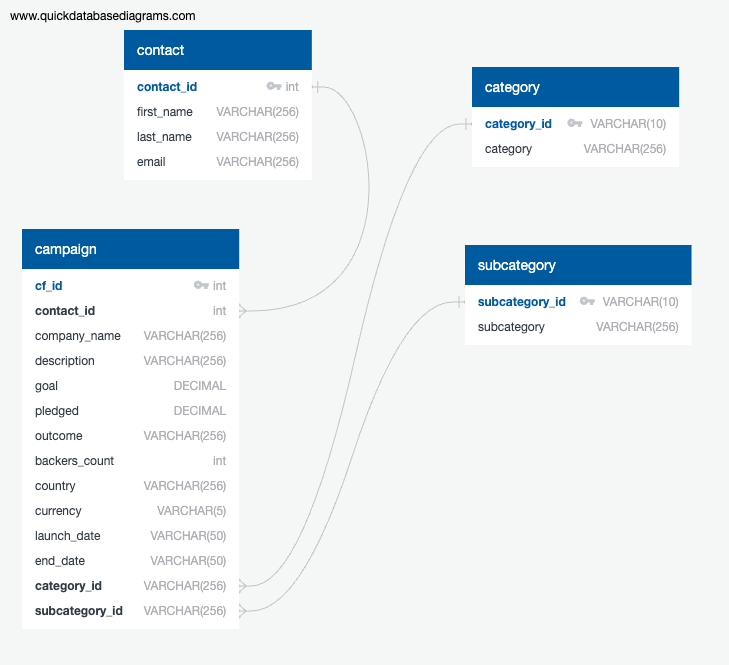 www.quickdatabasediagrams.com
contact
contact_id int
first_name VARCHAR(256)
last_name VARCHAR(256)
email VARCHAR(256)
category
category_id VARCHAR(10)
category VARCHAR(256)
campaign
cf_id int
contact_id int
company_name VARCHAR(256)
description VARCHAR(256)
goal DECIMAL
pledged DECIMAL
outcome VARCHAR(256)
backers_count int
country VARCHAR(256)
currency VARCHAR(5)
launch_date VARCHAR(50)
end_date VARCHAR(50)
category_id VARCHAR(256)
subcategory_id VARCHAR(256)
subcategory
subcategory_id VARCHAR(10)
subcategory VARCHAR(256)